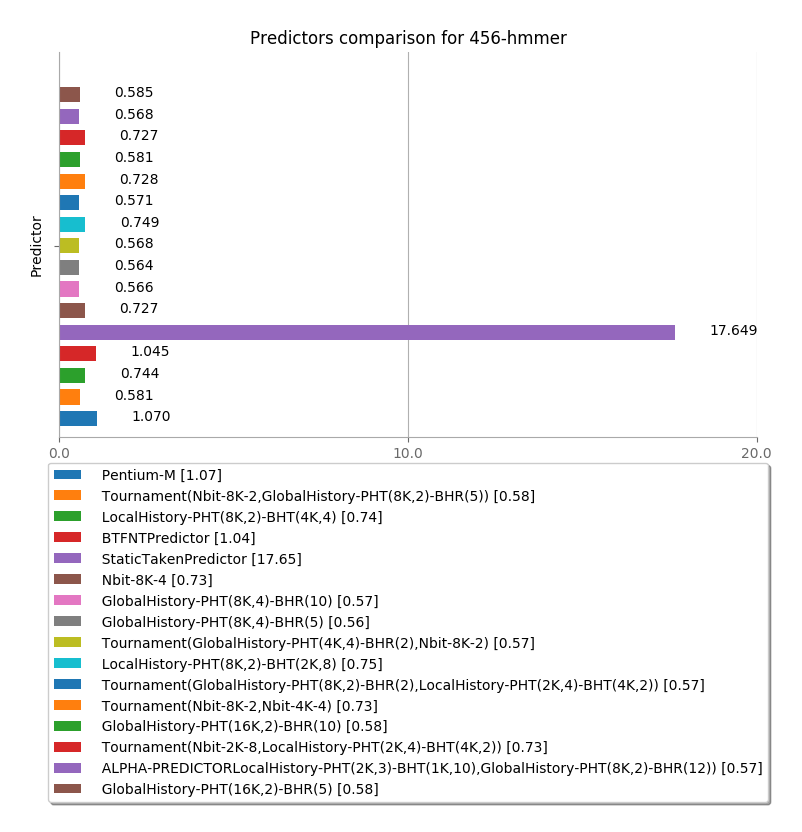 Predictors comparison for 456-hmmer
0.585
0.568
0.727
0.581
0.728
0.571
0.749
0.568
0.564
0.566
0.727
17.649
1.045
0.744
0.581
1.070
Predictor
0.0 10.0 20.0
Pentium-M [1.07]
Tournament(Nbit-8K-2,GlobalHistory-PHT(8K,2)-BHR(5)) [0.58]
LocalHistory-PHT(8K,2)-BHT(4K,4) [0.74]
BTFNTPredictor [1.04]
StaticTakenPredictor [17.65]
Nbit-8K-4 [0.73]
GlobalHistory-PHT(8K,4)-BHR(10) [0.57]
GlobalHistory-PHT(8K,4)-BHR(5) [0.56]
Tournament(GlobalHistory-PHT(4K,4)-BHR(2),Nbit-8K-2) [0.57]
LocalHistory-PHT(8K,2)-BHT(2K,8) [0.75]
Tournament(GlobalHistory-PHT(8K,2)-BHR(2),LocalHistory-PHT(2K,4)-BHT(4K,2)) [0.57]
Tournament(Nbit-8K-2,Nbit-4K-4) [0.73]
GlobalHistory-PHT(16K,2)-BHR(10) [0.58]
Tournament(Nbit-2K-8,LocalHistory-PHT(2K,4)-BHT(4K,2)) [0.73]
ALPHA-PREDICTORLocalHistory-PHT(2K,3)-BHT(1K,10),GlobalHistory-PHT(8K,2)-BHR(12)) [0.57]
GlobalHistory-PHT(16K,2)-BHR(5) [0.58]